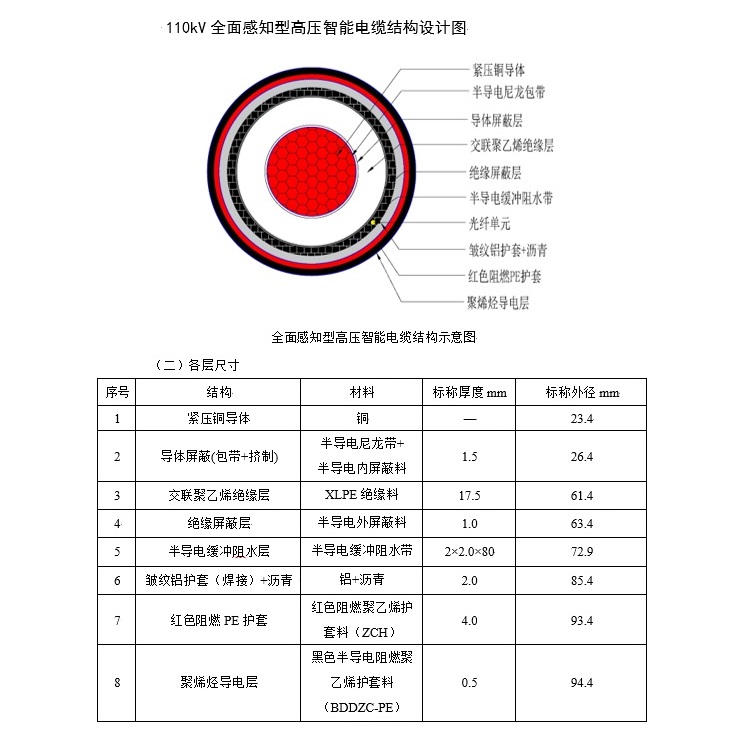 110kV 全面感知型高压智能电缆结构设计图
紧压铜导体
半导电尼龙包带
导体屏蔽层
交联聚乙烯绝缘层
绝缘屏蔽层
半导电缓冲阻水带
光纤单元
皱纹铝护套+沥青
红色阻燃PE护套
聚烯烃导电层
全面感知型高压智能电缆结构示意图
（二）各层尺寸
序号 结构 材料 标称厚度 mm 标称外径 mm
1 紧压铜导体 铜 — 23.4
2 导体屏蔽(包带+挤制) 半导电尼龙带+
半导电内屏蔽料 1.5 26.4
3 交联聚乙烯绝缘层 XLPE 绝缘料 17.5 61.4
4 绝缘屏蔽层 半导电外屏蔽料 1.0 63.4
5 半导电缓冲阻水层 半导电缓冲阻水带 2×2.0×80 72.9
6 皱纹铝护套（焊接）+沥青 铝+沥青 2.0 85.4
7 红色阻燃 PE 护套 红色阻燃聚乙烯护
套料（ZCH） 4.0 93.4
8 聚烯烃导电层 黑色半导电阻燃聚
乙烯护套料
（BDDZC-PE） 0.5 94.4